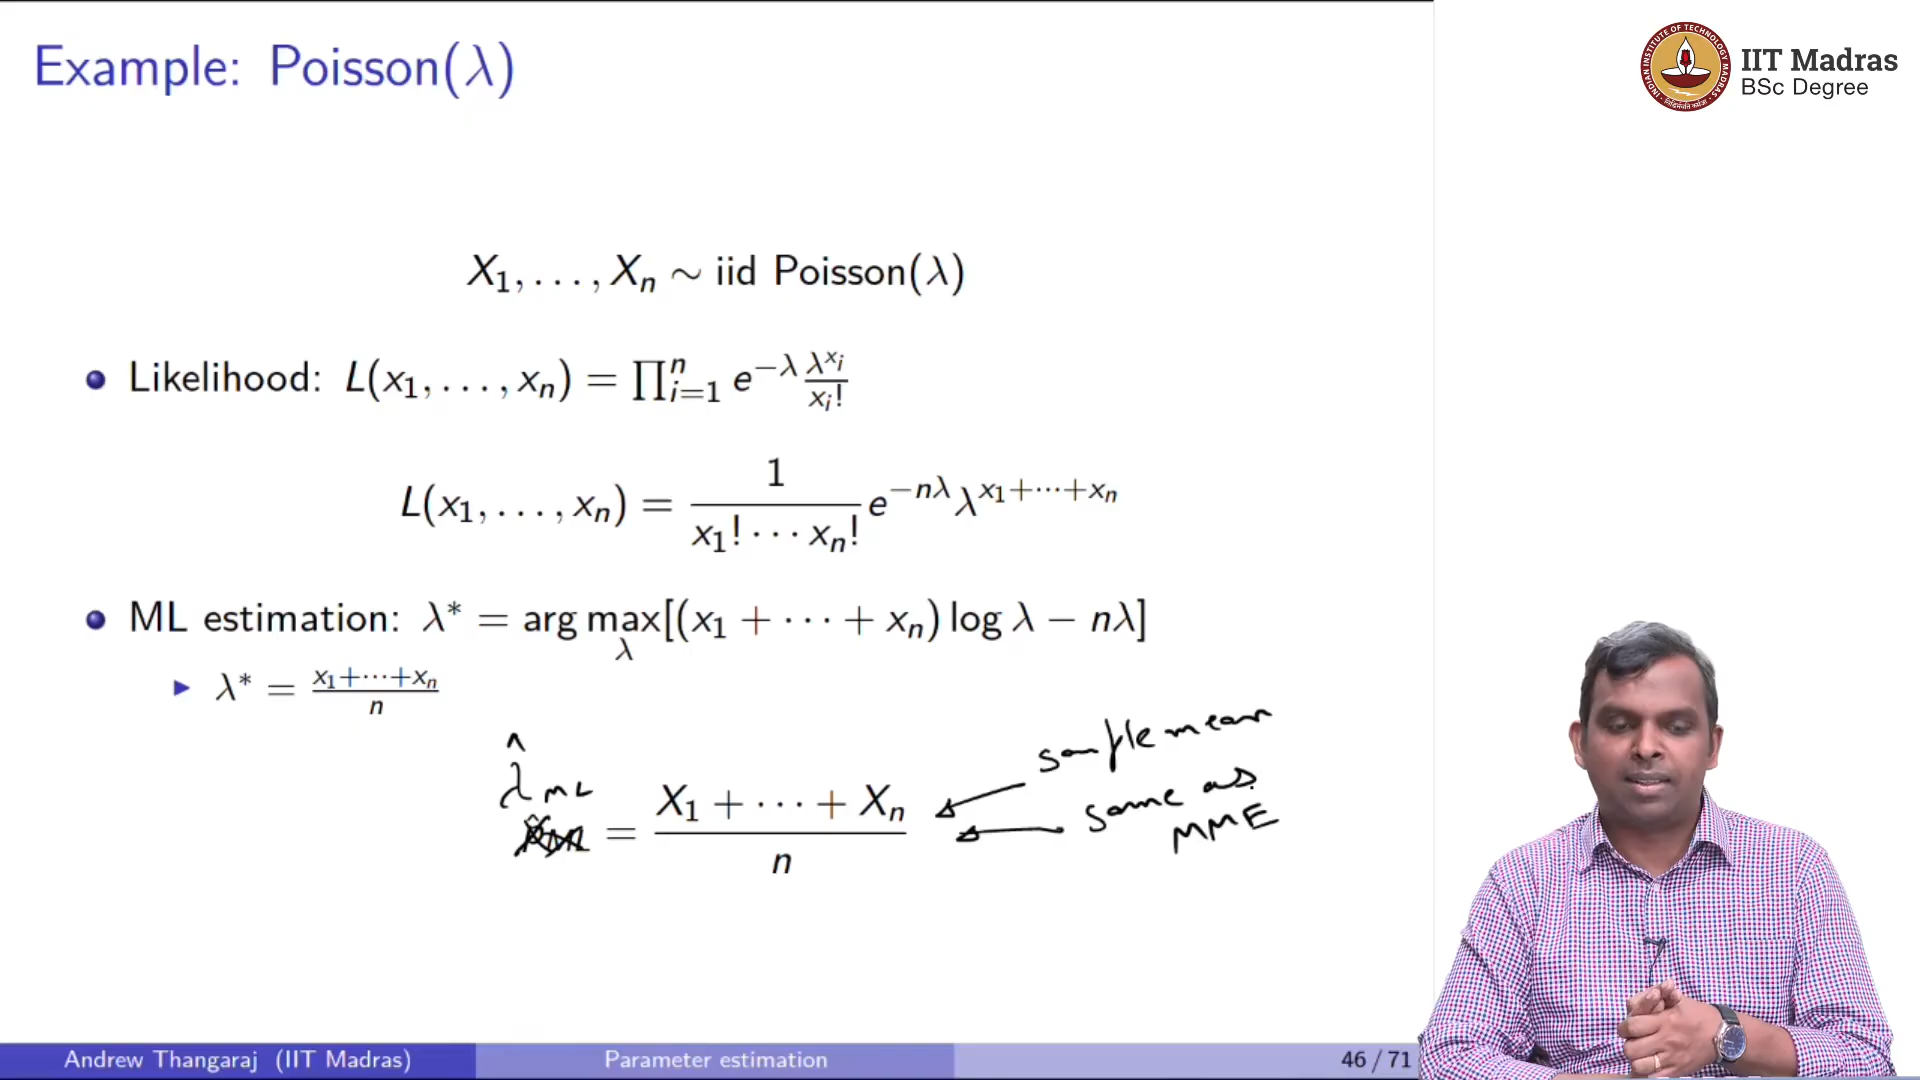 Example: Poisson(λ)
IIT Madras
BSc Degree
X₁, . . . , Xₙ ∼ iid Poisson(λ)
Likelihood: L(x₁, . . . , xₙ) = ∏ⁿᵢ₌₁ e^{−λ} λ^{xᵢ}/xᵢ!
L(x₁, . . . , xₙ) = 1/(x₁! · · · xₙ!) e^{−nλ} λ^{x₁+···+xₙ}
ML estimation: λ* = arg max_λ [(x₁ + · · · + xₙ) log λ − nλ]
λ* = (x₁+···+xₙ)/n
sample mean
λ̂ ML = (X₁ + · · · + Xₙ)/n
same as
MME
Andrew Thangaraj (IIT Madras) Parameter estimation 46 / 71